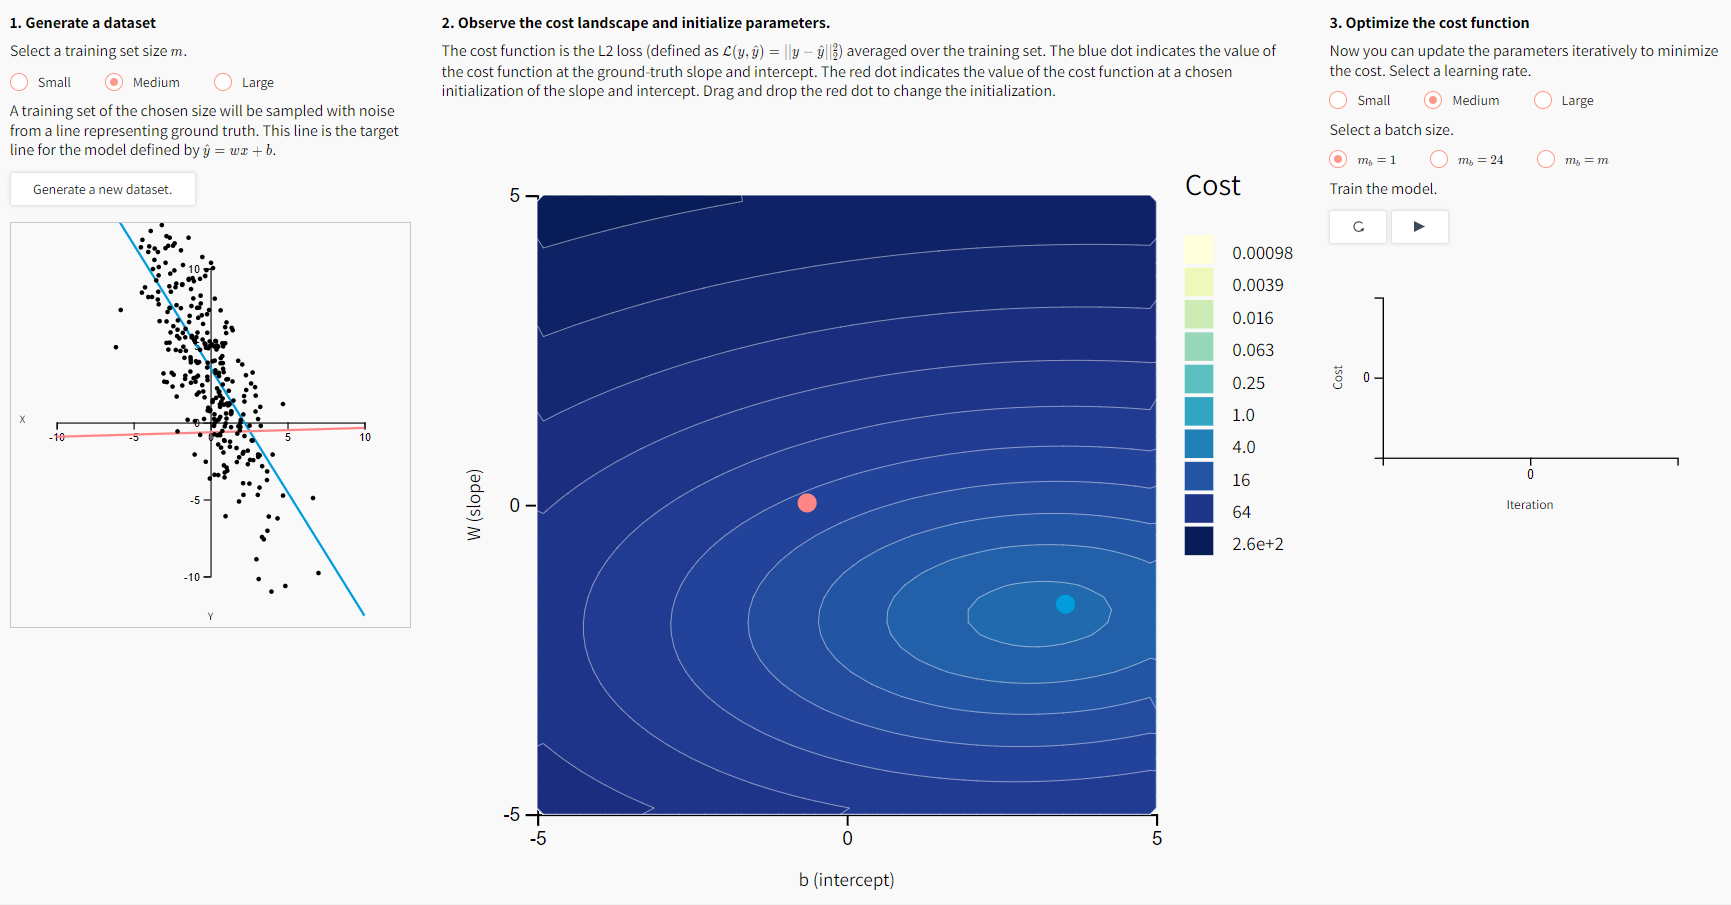 1. Generate a dataset
Select a training set size m.
Small Medium Large
A training set of the chosen size will be sampled with noise
from a line representing ground truth. This line is the target
line for the model defined by ŷ = wx + b.
Generate a new dataset.
10
5
0
X
-10 -5 0 5 10
-5
-10
Y
2. Observe the cost landscape and initialize parameters.
The cost function is the L2 loss (defined as ℒ(y, ŷ) = ||y − ŷ||²₂) averaged over the training set. The blue dot indicates the value of
the cost function at the ground-truth slope and intercept. The red dot indicates the value of the cost function at a chosen
initialization of the slope and intercept. Drag and drop the red dot to change the initialization.
5
0
-5
W (slope)
-5 0 5
b (intercept)
Cost
0.00098
0.0039
0.016
0.063
0.25
1.0
4.0
16
64
2.6e+2
3. Optimize the cost function
Now you can update the parameters iteratively to minimize
the cost. Select a learning rate.
Small Medium Large
Select a batch size.
m_b = 1 m_b = 24 m_b = m
Train the model.
Cost
0
0
Iteration